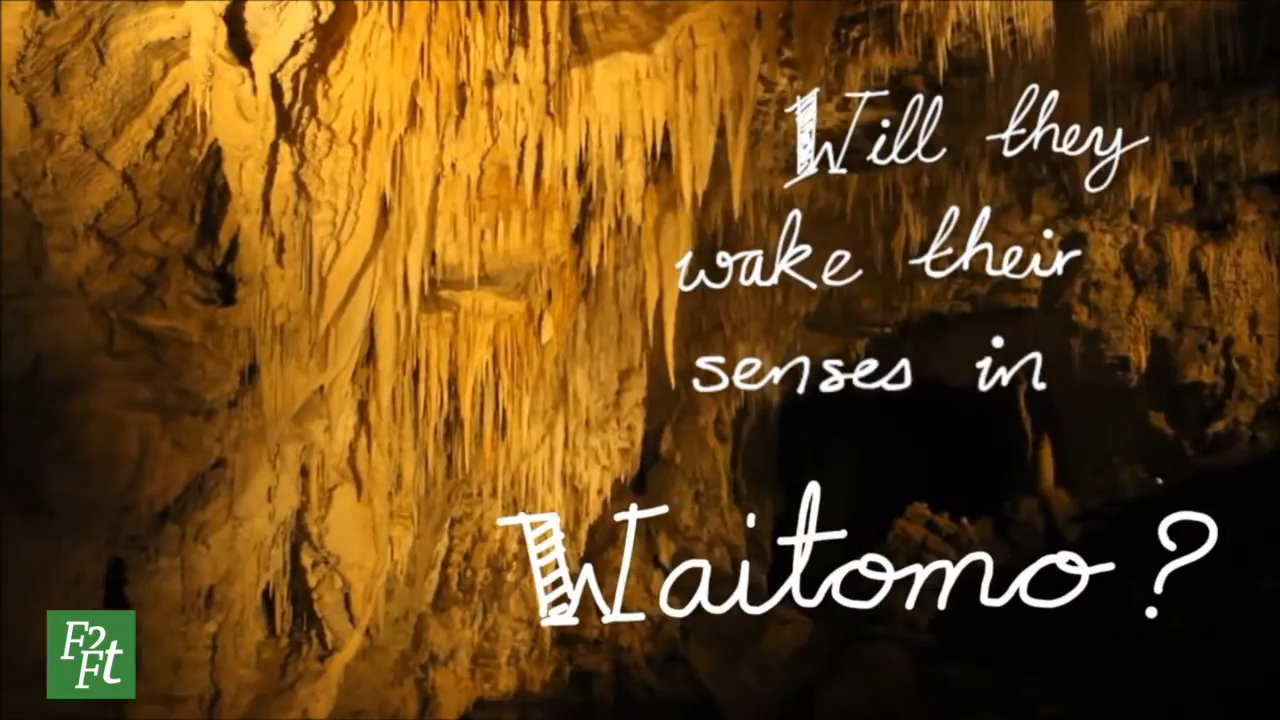 Will they
wake their
senses in
Waitomo?
F2
Ft